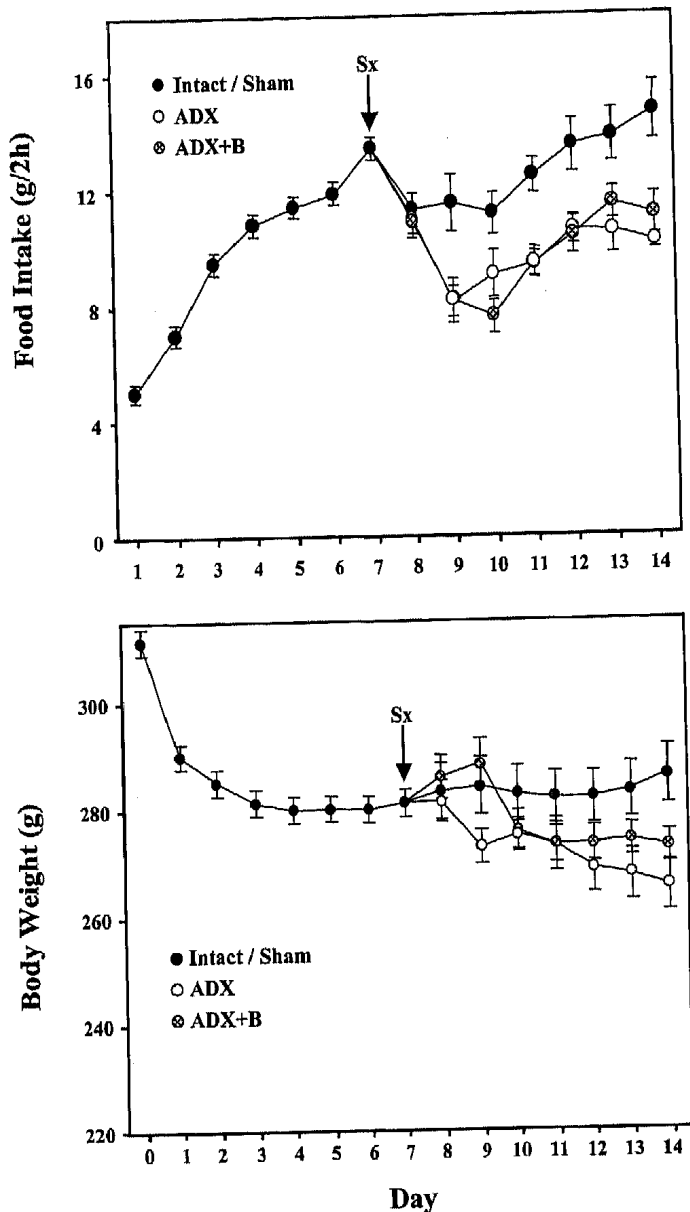 Sx
16
Intact / Sham
ADX
ADX+B
12
8
4
0
Food Intake (g/2h)
1 2 3 4 5 6 7 8 9 10 11 12 13 14
Sx
300
280
260
240
220
Body Weight (g)
Intact / Sham
ADX
ADX+B
0 1 2 3 4 5 6 7 8 9 10 11 12 13 14
Day